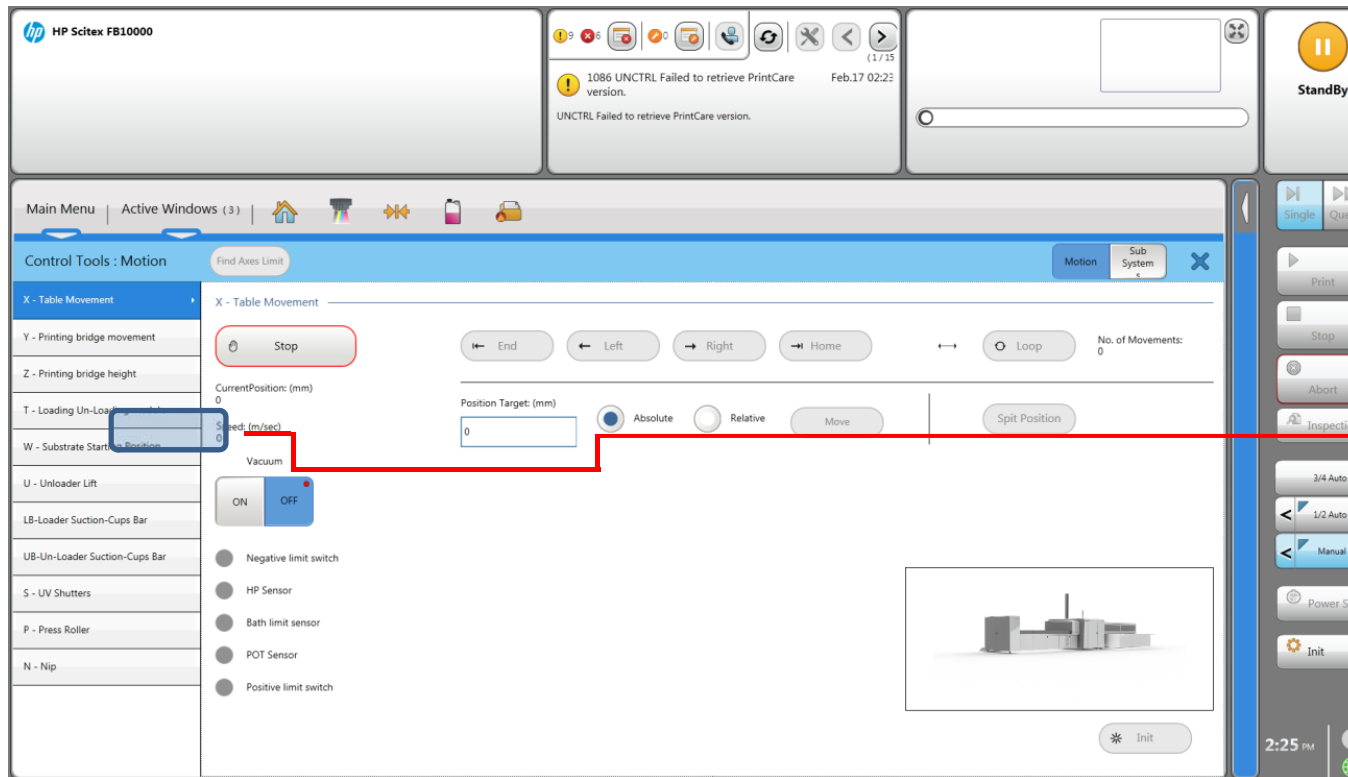 hp HP Scitex FB10000
9 6 0
(1/15
1086 UNCTRL Failed to retrieve PrintCare version. Feb.17 02:23
UNCTRL Failed to retrieve PrintCare version.
StandBy
Main Menu Active Windows (3)
Single Que
Control Tools : Motion Find Axes Limit Motion Sub System s
Print
X - Table Movement
Y - Printing bridge movement
Z - Printing bridge height
T - Loading Un-Loading
W - Substrate Starting Position
U - Unloader Lift
LB-Loader Suction-Cups Bar
UB-Un-Loader Suction-Cups Bar
S - UV Shutters
P - Press Roller
N - Nip
X - Table Movement
Stop End Left Right Home Loop No. of Movements:
0
CurrentPosition: (mm)
0
Speed: (m/sec)
0
Position Target: (mm)
0 Absolute Relative Move Spit Position
Vacuum
ON OFF
Negative limit switch
HP Sensor
Bath limit sensor
POT Sensor
Positive limit switch
Init
Stop
Abort
Inspecti
3/4 Auto
1/2 Auto
Manual
Power S
Init
2:25 PM